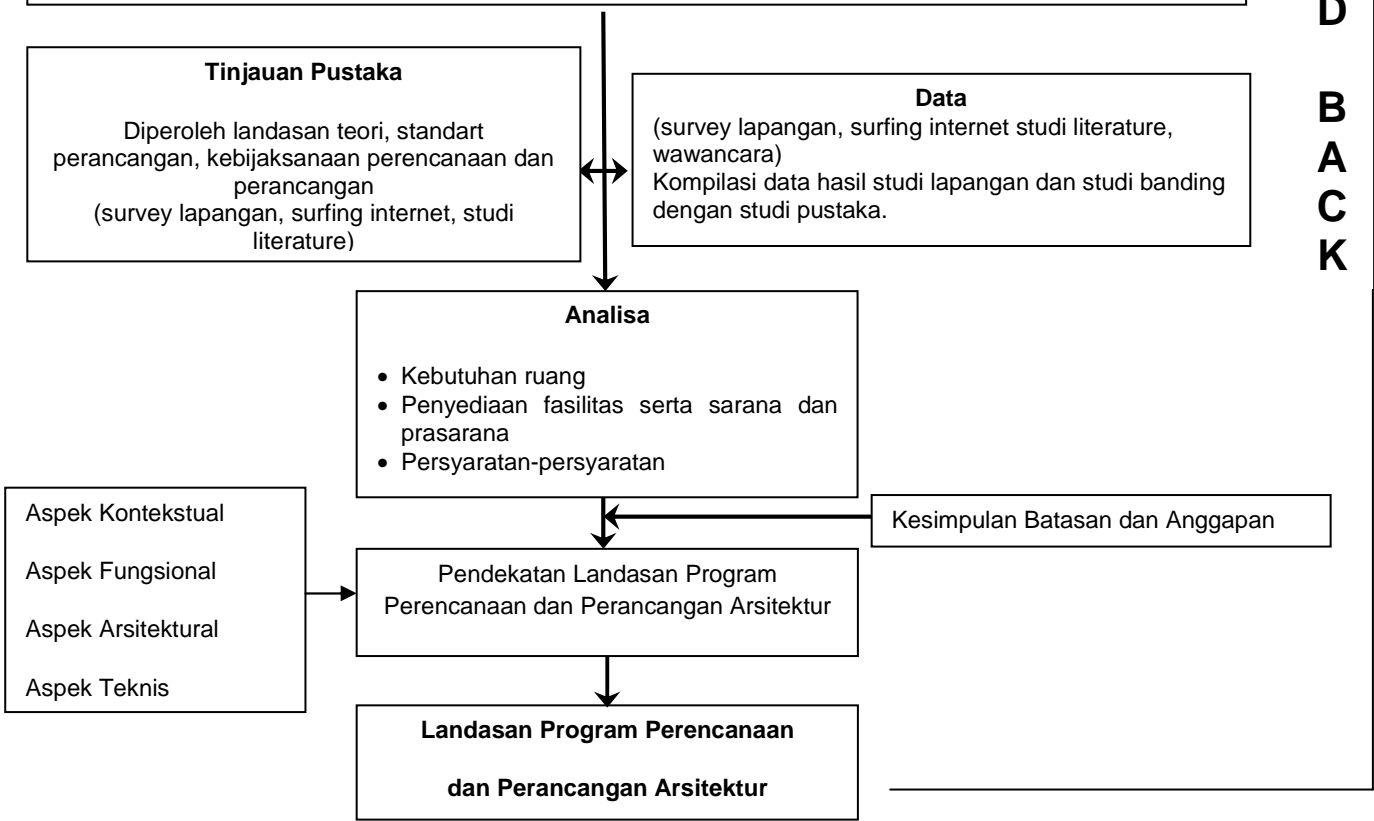 Tinjauan Pustaka
Diperoleh landasan teori, standart
perancangan, kebijaksanaan perencanaan dan
perancangan
(survey lapangan, surfing internet, studi
literature)
Data
(survey lapangan, surfing internet studi literature,
wawancara)
Kompilasi data hasil studi lapangan dan studi banding
dengan studi pustaka.
D
B
A
C
K
Analisa
• Kebutuhan ruang
• Penyediaan fasilitas serta sarana dan
prasarana
• Persyaratan-persyaratan
Aspek Kontekstual
Aspek Fungsional
Aspek Arsitektural
Aspek Teknis
Kesimpulan Batasan dan Anggapan
Pendekatan Landasan Program
Perencanaan dan Perancangan Arsitektur
Landasan Program Perencanaan
dan Perancangan Arsitektur